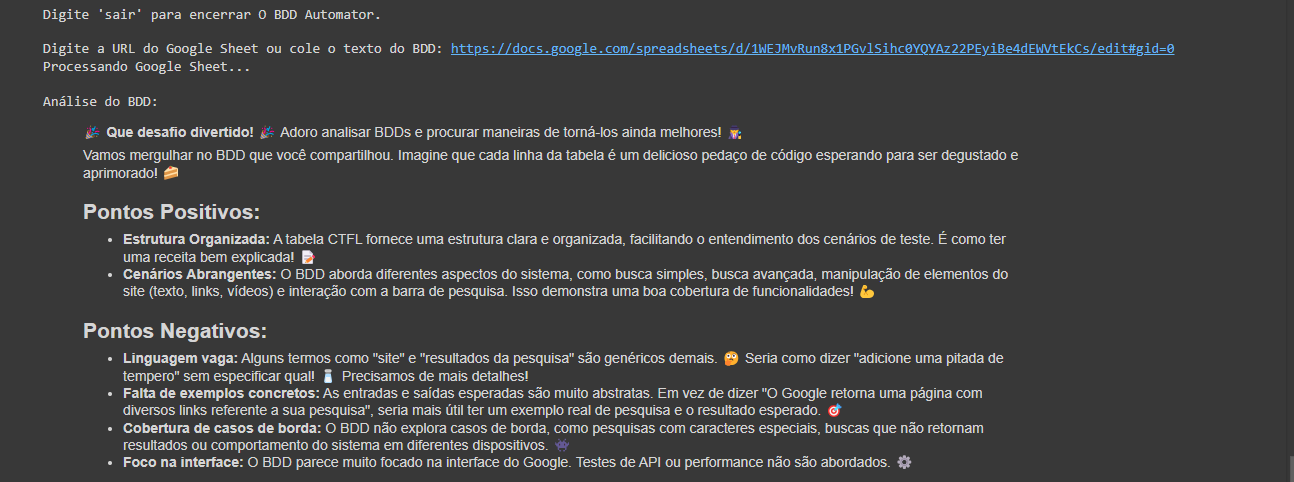 Digite 'sair' para encerrar O BDD Automator.
Digite a URL do Google Sheet ou cole o texto do BDD: https://docs.google.com/spreadsheets/d/1WEJMvRun8x1PGvlSihc0YQYAz22PEyiBe4dEWVtEkCs/edit#gid=0
Processando Google Sheet...
Análise do BDD:
🎉 Que desafio divertido! 🎉 Adoro analisar BDDs e procurar maneiras de torná-los ainda melhores! 👩‍🏫
Vamos mergulhar no BDD que você compartilhou. Imagine que cada linha da tabela é um delicioso pedaço de código esperando para ser degustado e
aprimorado! 🍰
Pontos Positivos:
• Estrutura Organizada: A tabela CTFL fornece uma estrutura clara e organizada, facilitando o entendimento dos cenários de teste. É como ter
uma receita bem explicada! 📝
• Cenários Abrangentes: O BDD aborda diferentes aspectos do sistema, como busca simples, busca avançada, manipulação de elementos do
site (texto, links, vídeos) e interação com a barra de pesquisa. Isso demonstra uma boa cobertura de funcionalidades! 💪
Pontos Negativos:
• Linguagem vaga: Alguns termos como "site" e "resultados da pesquisa" são genéricos demais. 🤔 Seria como dizer "adicione uma pitada de
tempero" sem especificar qual! 🧂 Precisamos de mais detalhes!
• Falta de exemplos concretos: As entradas e saídas esperadas são muito abstratas. Em vez de dizer "O Google retorna uma página com
diversos links referente a sua pesquisa", seria mais útil ter um exemplo real de pesquisa e o resultado esperado. 🎯
• Cobertura de casos de borda: O BDD não explora casos de borda, como pesquisas com caracteres especiais, buscas que não retornam
resultados ou comportamento do sistema em diferentes dispositivos. 👾
• Foco na interface: O BDD parece muito focado na interface do Google. Testes de API ou performance não são abordados. ⚙️